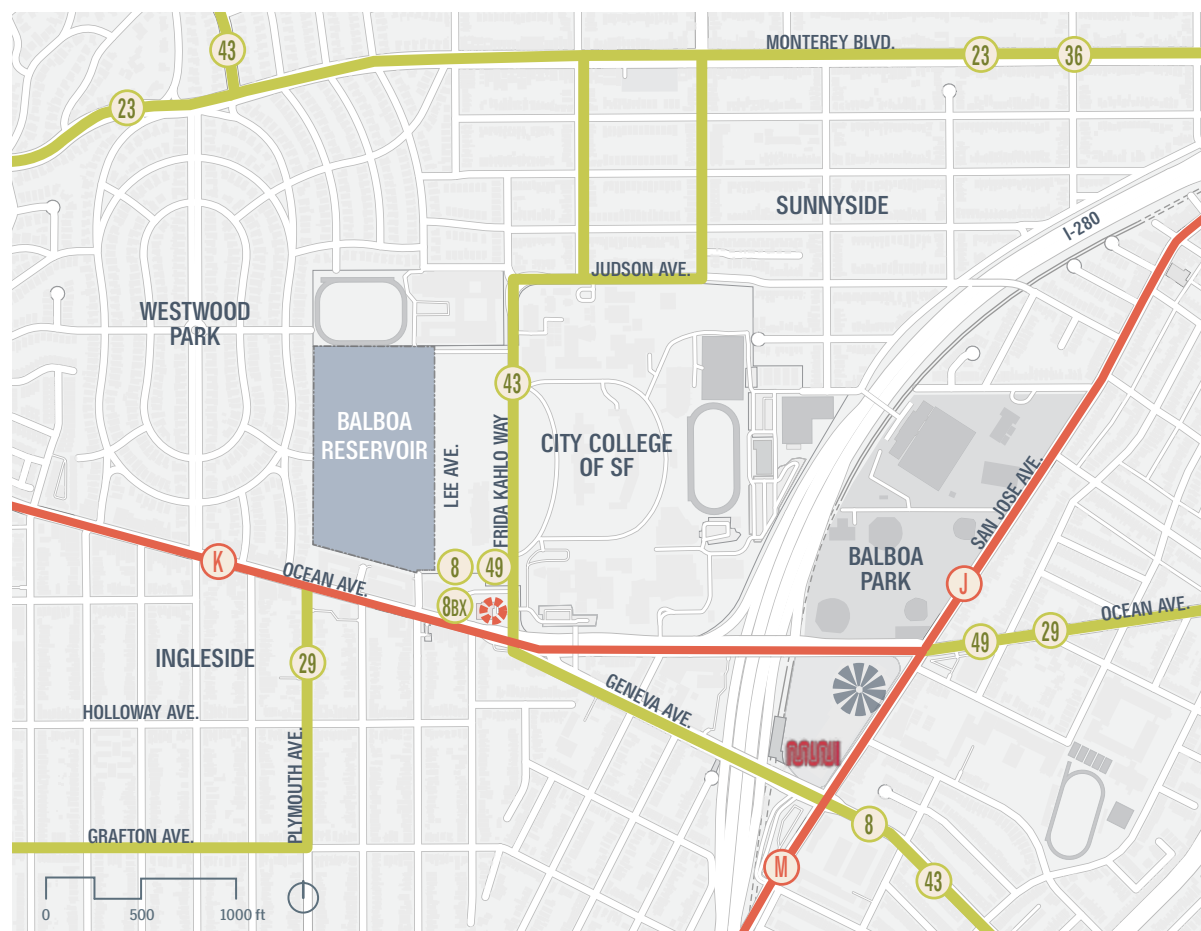 43
MONTEREY BLVD.
23
36
23
SUNNYSIDE
I-280
JUDSON AVE.
WESTWOOD
PARK
43
BALBOA
RESERVOIR
LEE AVE.
FRIDA KAHLO WAY
CITY COLLEGE
OF SF
SAN JOSE AVE.
K
OCEAN AVE.
8
49
8BX
BALBOA
PARK
J
OCEAN AVE.
49
29
INGLESIDE
29
GENEVA AVE.
HOLLOWAY AVE.
PLYMOUTH AVE.
MUNI
GRAFTON AVE.
8
M
43
0
500
1000 ft